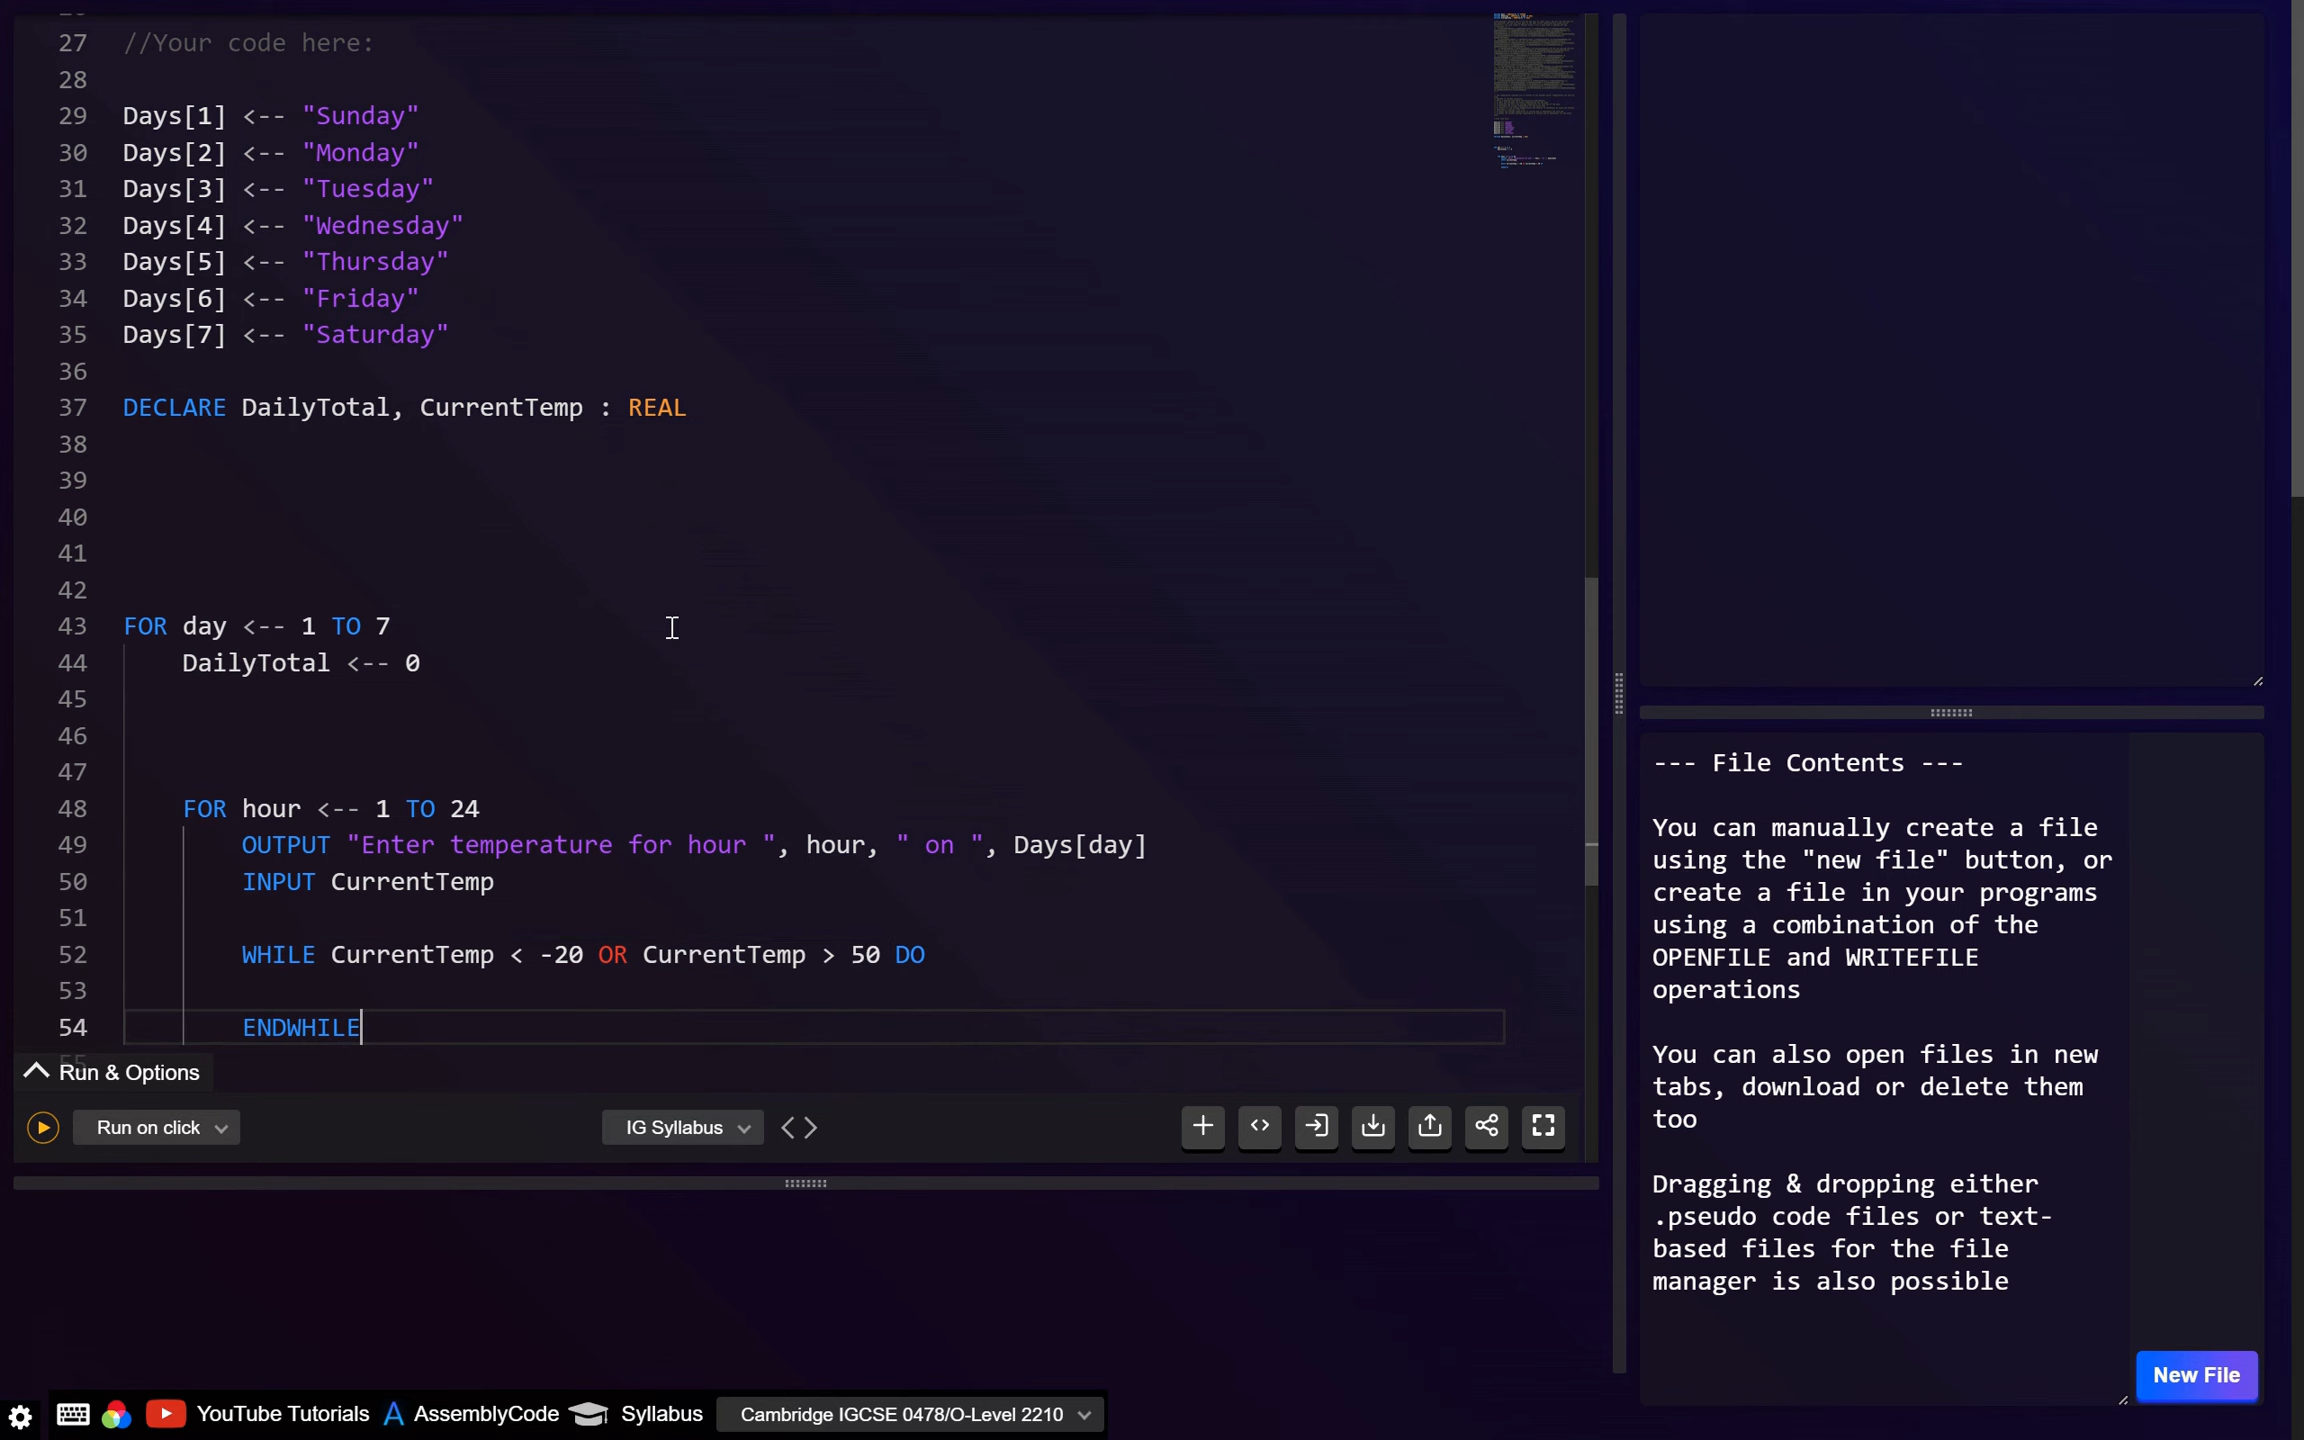 27 //Your code here:
28
29 Days[1] <-- "Sunday"
30 Days[2] <-- "Monday"
31 Days[3] <-- "Tuesday"
32 Days[4] <-- "Wednesday"
33 Days[5] <-- "Thursday"
34 Days[6] <-- "Friday"
35 Days[7] <-- "Saturday"
36
37 DECLARE DailyTotal, CurrentTemp : REAL
38
39
40
41
42
43 FOR day <-- 1 TO 7
44 DailyTotal <-- 0
45
46
47
48 FOR hour <-- 1 TO 24
49 OUTPUT "Enter temperature for hour ", hour, " on ", Days[day]
50 INPUT CurrentTemp
51
52 WHILE CurrentTemp < -20 OR CurrentTemp > 50 DO
53
54 ENDWHILE
55
Run & Options
Run on click
IG Syllabus
--- File Contents ---
You can manually create a file
using the "new file" button, or
create a file in your programs
using a combination of the
OPENFILE and WRITEFILE
operations
You can also open files in new
tabs, download or delete them
too
Dragging & dropping either
.pseudo code files or text-
based files for the file
manager is also possible
New File
YouTube Tutorials
AssemblyCode
Syllabus
Cambridge IGCSE 0478/O-Level 2210